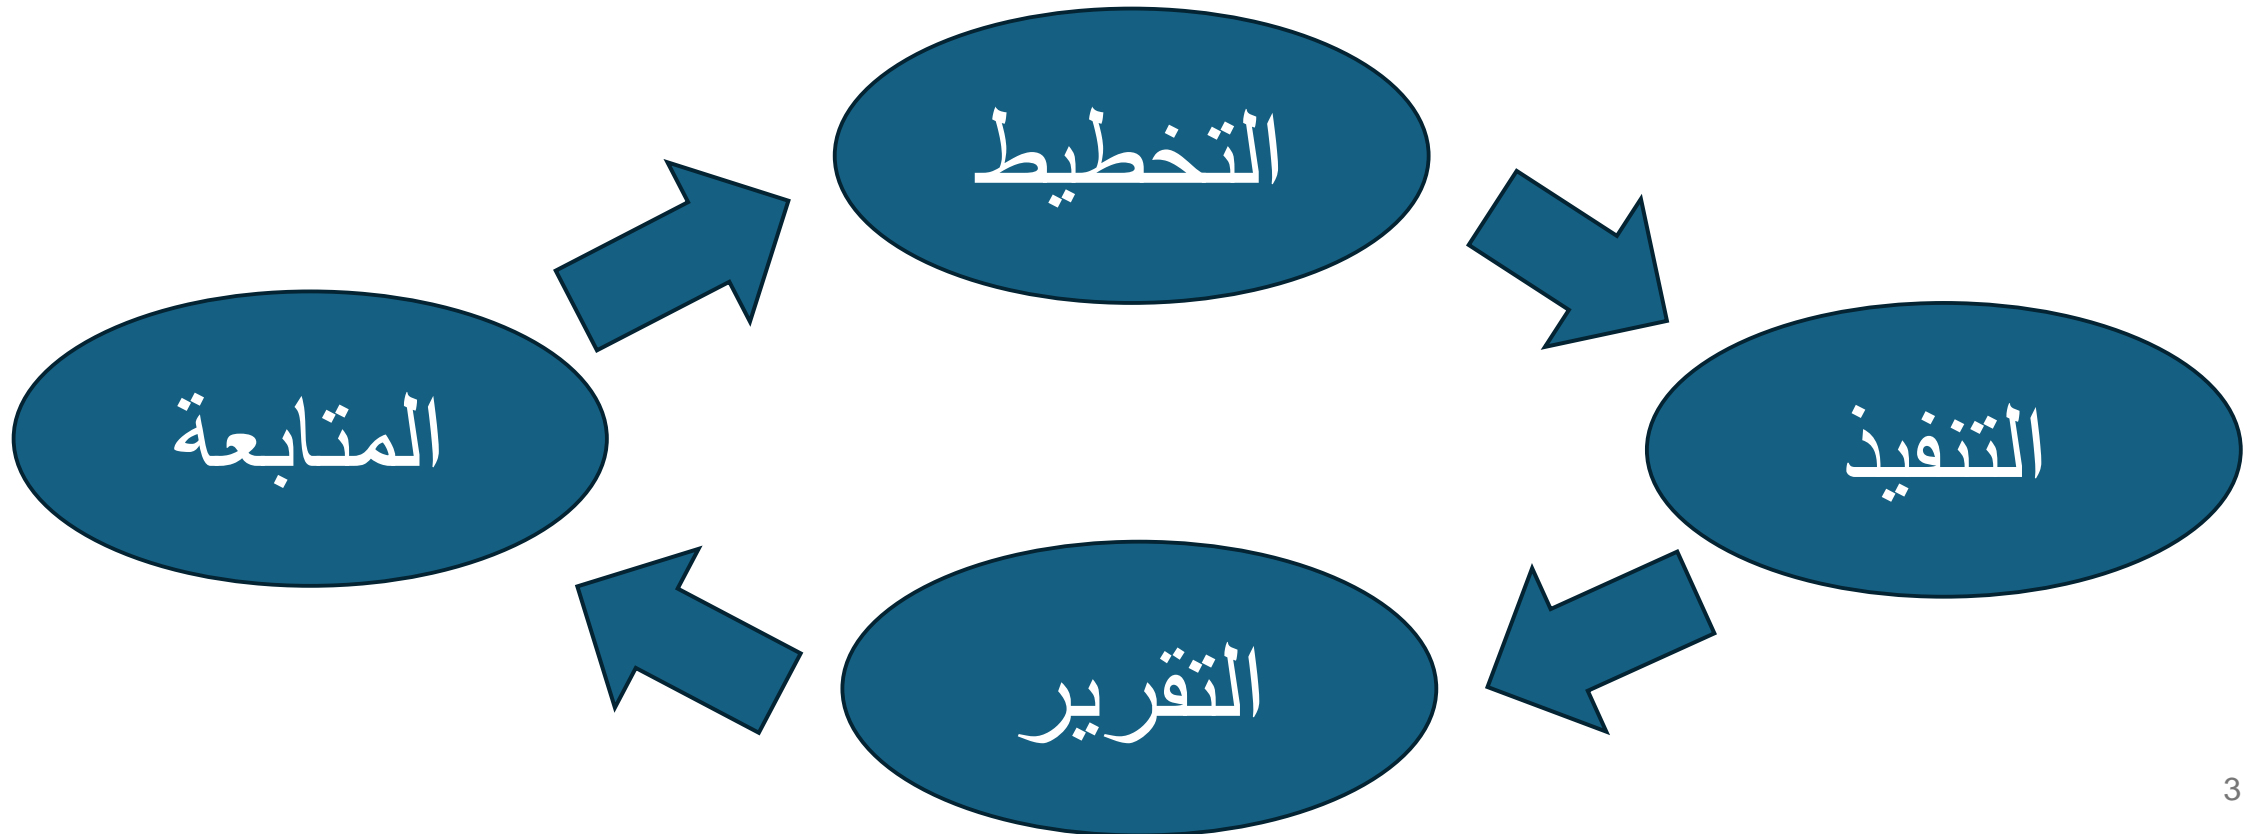 التخطيط
التنفيذ
التقرير
المتابعة
3